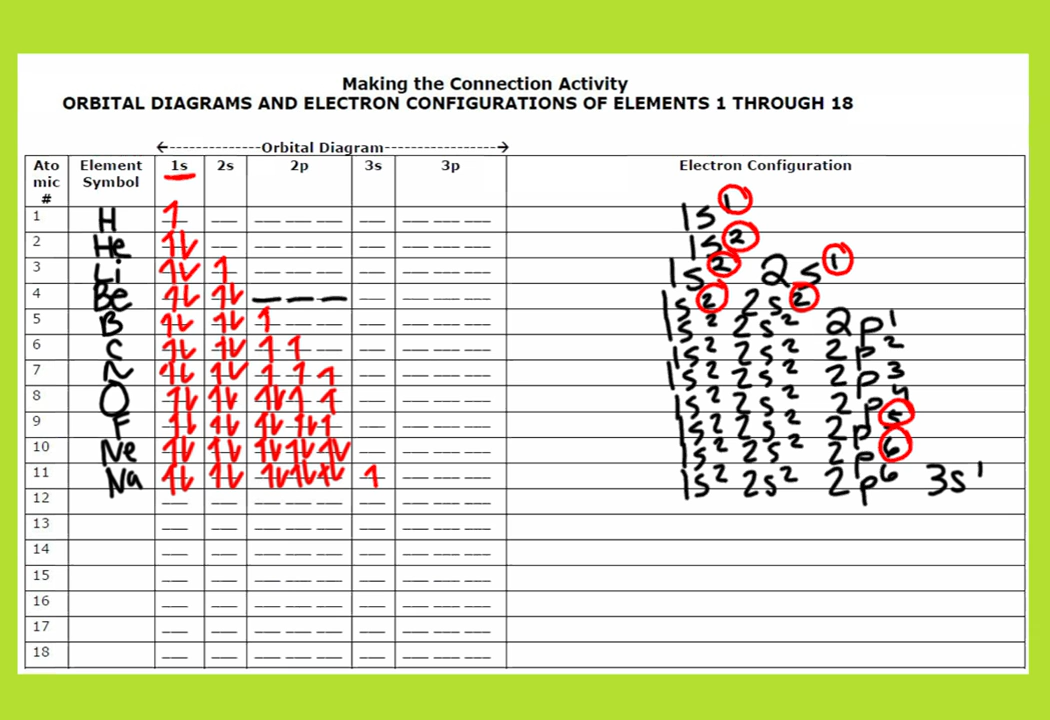 Making the Connection Activity
ORBITAL DIAGRAMS AND ELECTRON CONFIGURATIONS OF ELEMENTS 1 THROUGH 18
←--------------Orbital Diagram------------------→
Atomic # Element Symbol 1s 2s 2p 3s 3p Electron Configuration
1 H 1 1s¹
2 He 1s²
3 Li 1s² 2s¹
4 Be 1s² 2s²
5 B 1s² 2s² 2p¹
6 C 1s² 2s² 2p²
7 N 1s² 2s² 2p³
8 O 1s² 2s² 2p⁴
9 F 1s² 2s² 2p⁵
10 Ne 1s² 2s² 2p⁶
11 Na 1s² 2s² 2p⁶ 3s¹
12
13
14
15
16
17
18